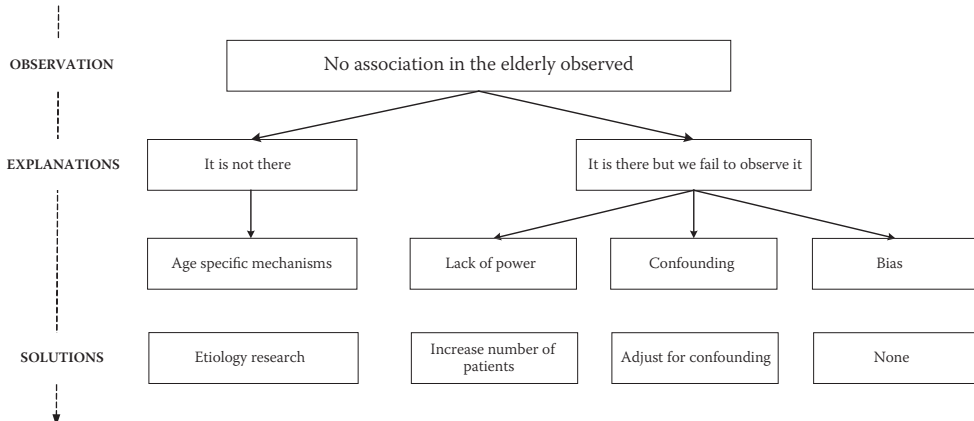 OBSERVATION
No association in the elderly observed
EXPLANATIONS
It is not there
It is there but we fail to observe it
Age specific mechanisms
Lack of power
Confounding
Bias
SOLUTIONS
Etiology research
Increase number of
patients
Adjust for confounding
None